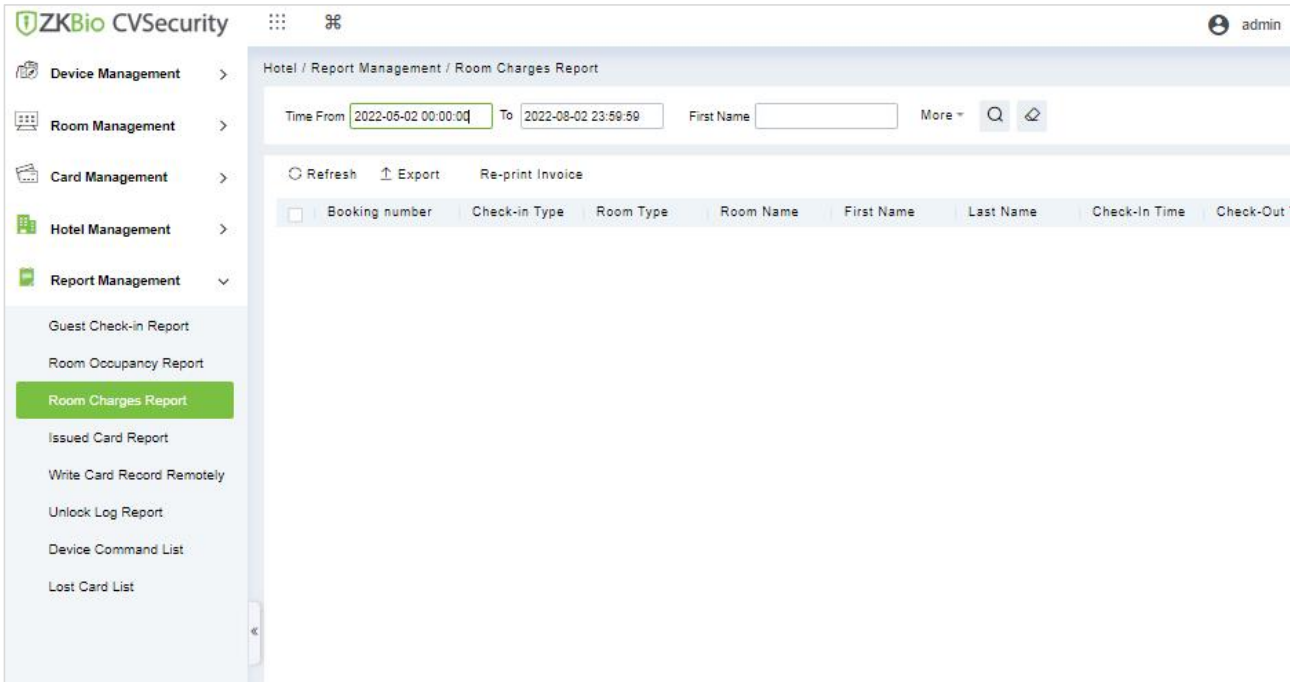 ZKBio CVSecurity
admin
Device Management
Room Management
Card Management
Hotel Management
Report Management
Guest Check-in Report
Room Occupancy Report
Room Charges Report
Issued Card Report
Write Card Record Remotely
Unlock Log Report
Device Command List
Lost Card List
Hotel / Report Management / Room Charges Report
Time From 2022-05-02 00:00:00 To 2022-08-02 23:59:59 First Name More
Refresh Export Re-print Invoice
Booking number Check-in Type Room Type Room Name First Name Last Name Check-In Time Check-Out